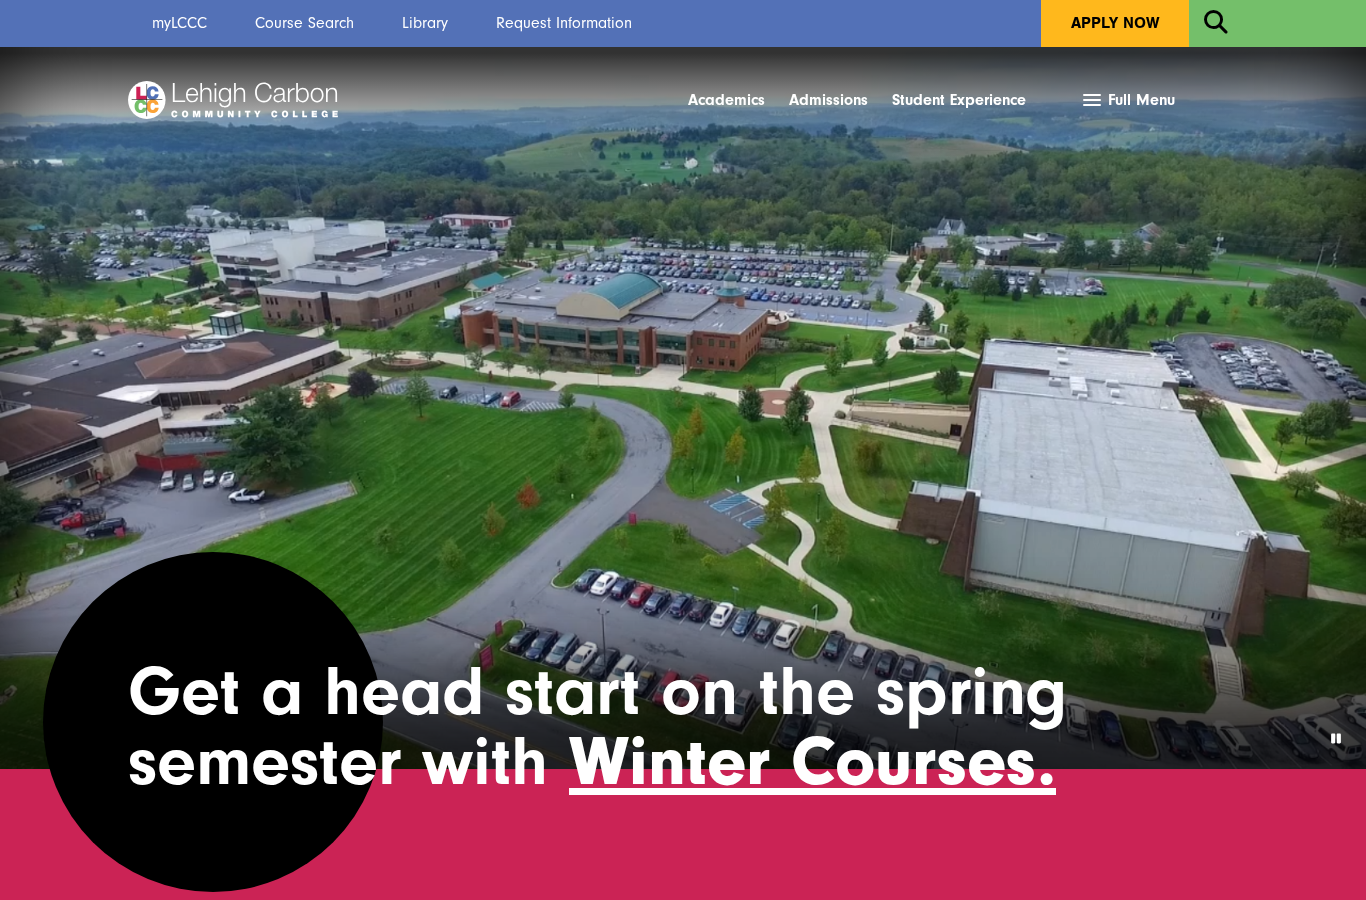 myLCCC Course Search Library Request Information APPLY NOW
LC Lehigh Carbon
CC COMMUNITY COLLEGE
Academics Admissions Student Experience Full Menu
Get a head start on the spring
semester with Winter Courses.